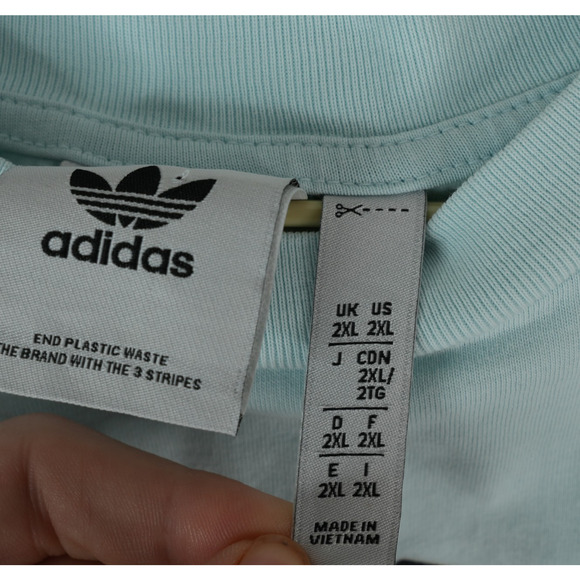 adidas
END PLASTIC WASTE
THE BRAND WITH THE 3 STRIPES
UK US
2XL 2XL
J CDN
2XL/
2TG
D F
2XL 2XL
E I
2XL 2XL
MADE IN
VIETNAM